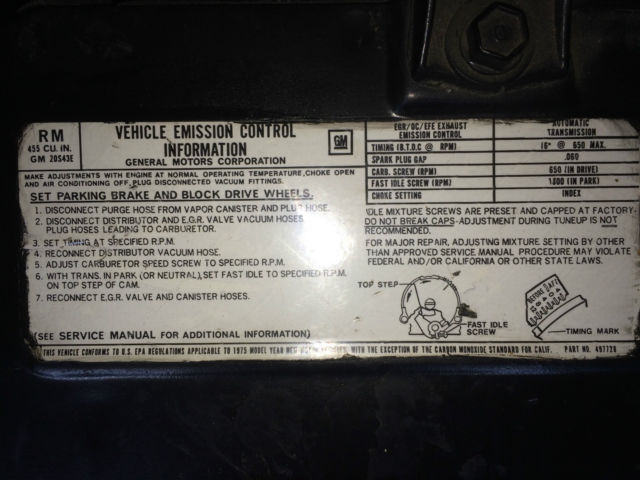 RM
455 CU. IN.
GM 20S43E
VEHICLE EMISSION CONTROL
INFORMATION
GENERAL MOTORS CORPORATION
GM
MAKE ADJUSTMENTS WITH ENGINE AT NORMAL OPERATING TEMPERATURE, CHOKE OPEN
AND AIR CONDITIONING OFF. PLUG DISCONNECTED VACUUM FITTINGS.
SET PARKING BRAKE AND BLOCK DRIVE WHEELS.
1. DISCONNECT PURGE HOSE FROM VAPOR CANISTER AND PLUG HOSE.
2. DISCONNECT DISTRIBUTOR AND E.G.R. VALVE VACUUM HOSES.
PLUG HOSES LEADING TO CARBURETOR.
3. SET TIMING AT SPECIFIED R.P.M.
4. RECONNECT DISTRIBUTOR VACUUM HOSE.
5. ADJUST CARBURETOR SPEED SCREW TO SPECIFIED R.P.M.
6. WITH TRANS. IN PARK (OR NEUTRAL), SET FAST IDLE TO SPECIFIED R.P.M.
ON TOP STEP OF CAM.
7. RECONNECT E.G.R. VALVE AND CANISTER HOSES.
(SEE SERVICE MANUAL FOR ADDITIONAL INFORMATION)
EGR/OC/EFE EXHAUST
EMISSION CONTROL
AUTOMATIC
TRANSMISSION
TIMING (B.T.D.C @ RPM) 16° @ 650 MAX.
SPARK PLUG GAP .060
CARB. SCREW (RPM) 650 (IN DRIVE)
FAST IDLE SCREW (RPM) 1800 (IN PARK)
CHOKE SETTING INDEX
IDLE MIXTURE SCREWS ARE PRESET AND CAPPED AT FACTORY.
DO NOT BREAK CAPS-ADJUSTMENT DURING TUNEUP IS NOT
RECOMMENDED.
FOR MAJOR REPAIR, ADJUSTING MIXTURE SETTING BY OTHER
THAN APPROVED SERVICE MANUAL PROCEDURE MAY VIOLATE
FEDERAL AND/OR CALIFORNIA OR OTHER STATE LAWS.
TOP STEP
FAST IDLE
SCREW
BEFORE
TIMING MARK
THIS VEHICLE CONFORMS TO U.S. EPA REGULATIONS APPLICABLE TO 1975 MODEL YEAR NEW WITH THE EXCEPTION OF THE CARBON MONOXIDE STANDARD FOR CALIF. PART NO. 497728